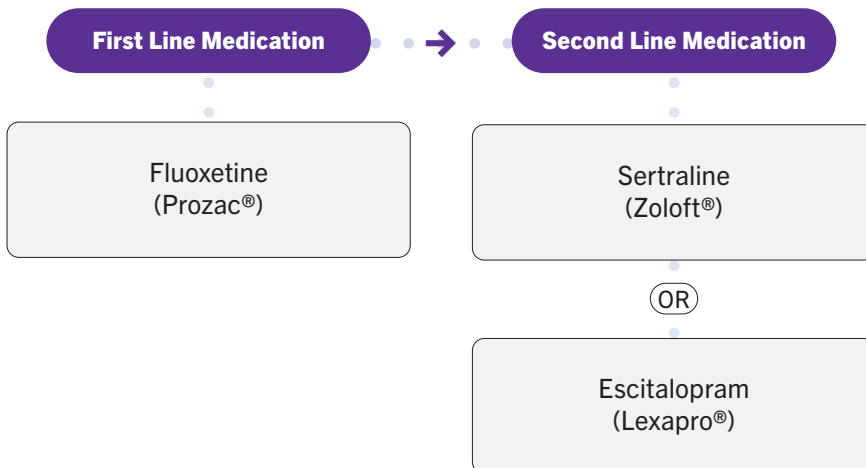 First Line Medication
Second Line Medication
Fluoxetine
(Prozac®)
Sertraline
(Zoloft®)
OR
Escitalopram
(Lexapro®)